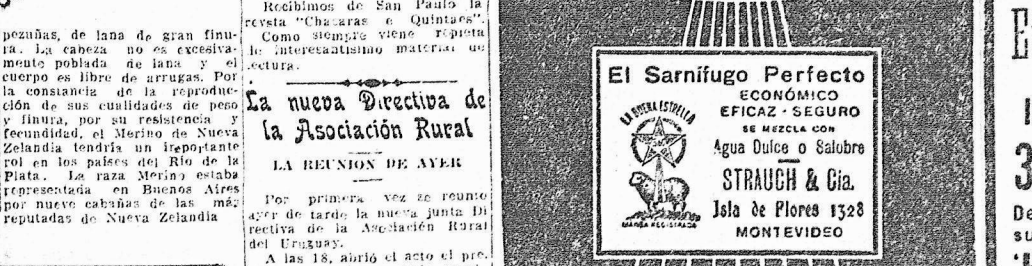 pezuñas, de lana de gran finu-
ra. La cabeza no es excesiva-
mente poblada de lana y el
cuerpo es libre de arrugas. Por
la constancia de la reproduc-
ción de sus cualidades de peso
y finura, por su resistencia y
fecundidad, el Merino de Nueva
Zelandia tendría un importante
rol en los países del Río de la
Plata. La raza Merino estaba
representada en Buenos Aires
por nueve cabañas de las más
reputadas de Nueva Zelandia
Recibimos de San Paulo la
revsta "Chacaras e Quintaes".
Como siempre viene repleta
de interesantísimo material de
lectura.
La nueva Directiva de
la Asociación Rural
LA REUNION DE AYER
Por primera vez se reunió
ayer de tarde la nueva junta Di
rectiva de la Asociación Rural
del Uruguay.
A las 18, abrió el acto el pre.
El Sarnífugo Perfecto
ECONÓMICO
EFICAZ - SEGURO
SE MEZCLA CON
Agua Dulce o Salobre
LA BUENA ESTRELLA
MARCA REGISTRADA
STRAUCH & Cia.
Isla de Flores 1328
MONTEVIDEO
E
3
De
su